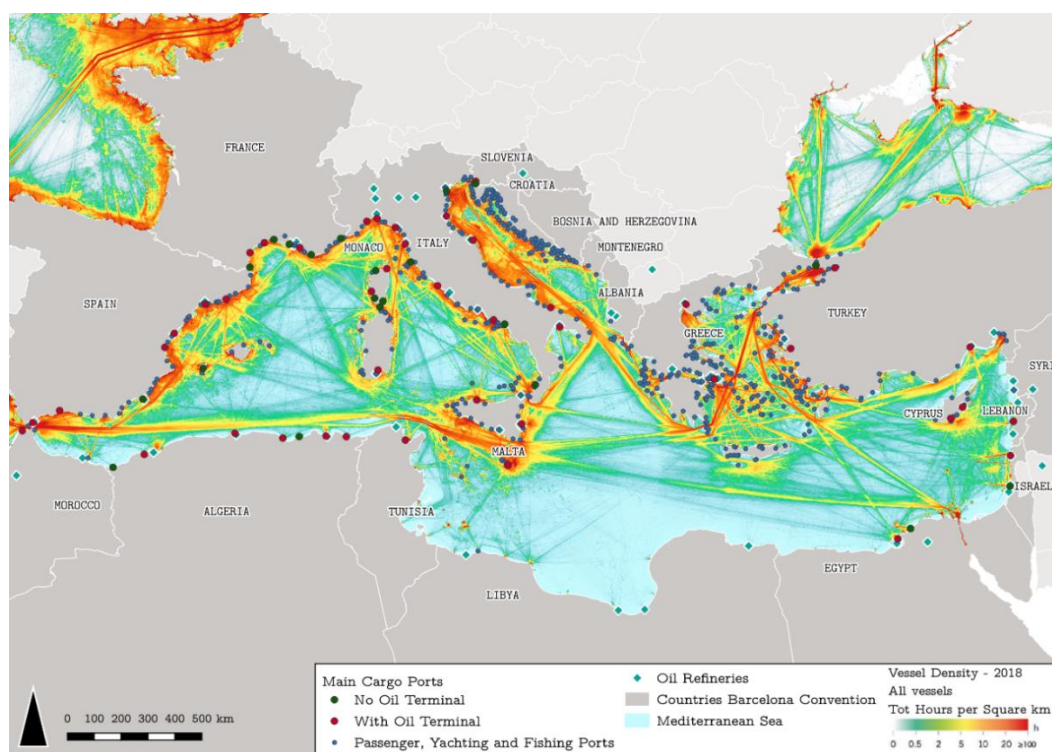 SLOVENIA
FRANCE
CROATIA
BOSNIA AND HERZEGOVINA
MONACO
ITALY
MONTENEGRO
ALBANIA
SPAIN
GREECE
TURKEY
SYRI
CYPRUS
LEBANON
MALTA
ISRAEL
MOROCCO
ALGERIA
TUNISIA
EGYPT
LIBYA
0 100 200 300 400 500 km
Main Cargo Ports
No Oil Terminal
With Oil Terminal
Passenger, Yachting and Fishing Ports
Oil Refineries
Countries Barcelona Convention
Mediterranean Sea
Vessel Density - 2018
All vessels
Tot Hours per Square km
h
0 0.5 2 5 10 20 ≥100